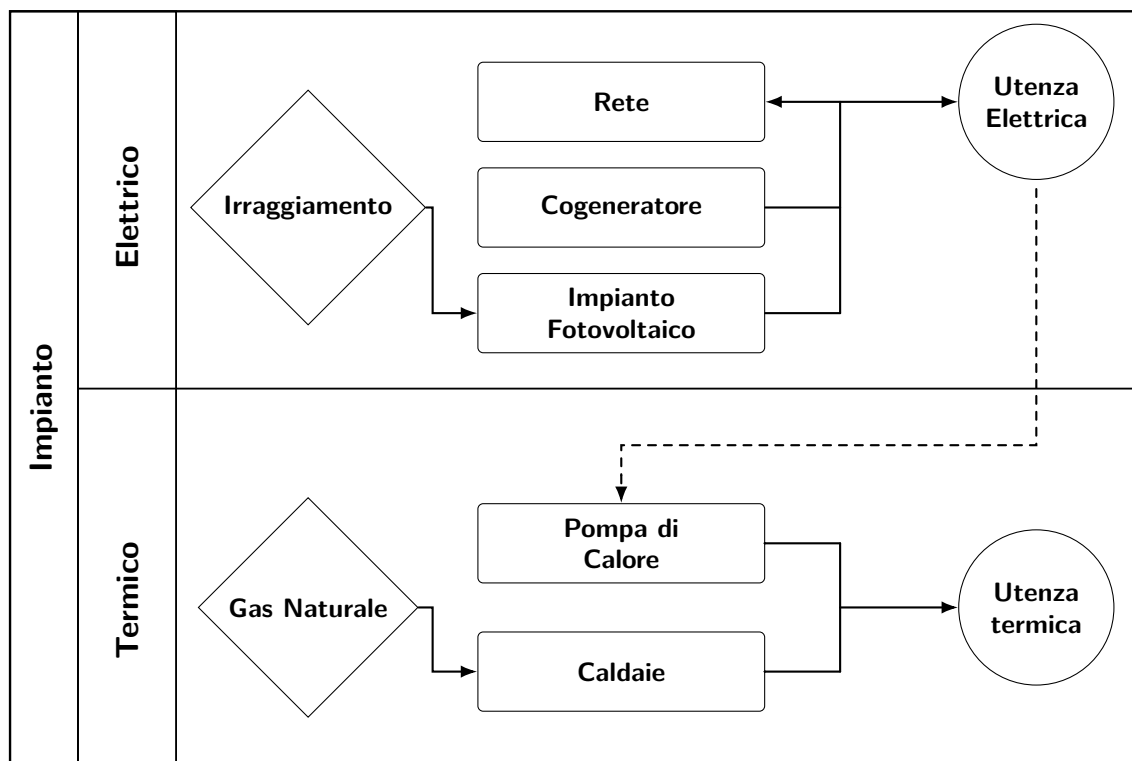 Impianto
Elettrico
Irraggiamento
Rete
Cogeneratore
Impianto
Fotovoltaico
Utenza
Elettrica
Termico
Gas Naturale
Pompa di
Calore
Caldaie
Utenza
termica